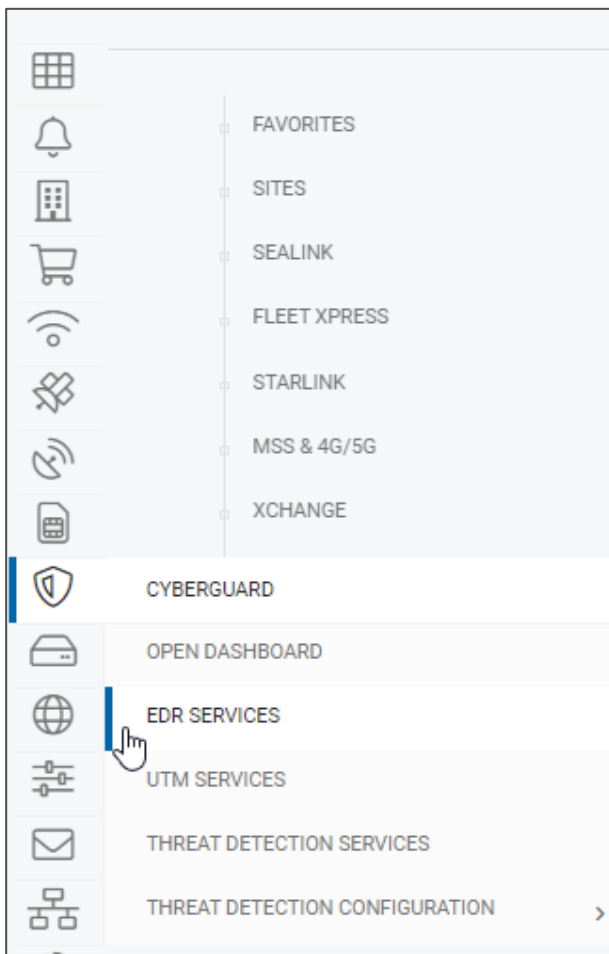 FAVORITES
SITES
SEALINK
FLEET XPRESS
STARLINK
MSS & 4G/5G
XCHANGE
CYBERGUARD
OPEN DASHBOARD
EDR SERVICES
UTM SERVICES
THREAT DETECTION SERVICES
THREAT DETECTION CONFIGURATION